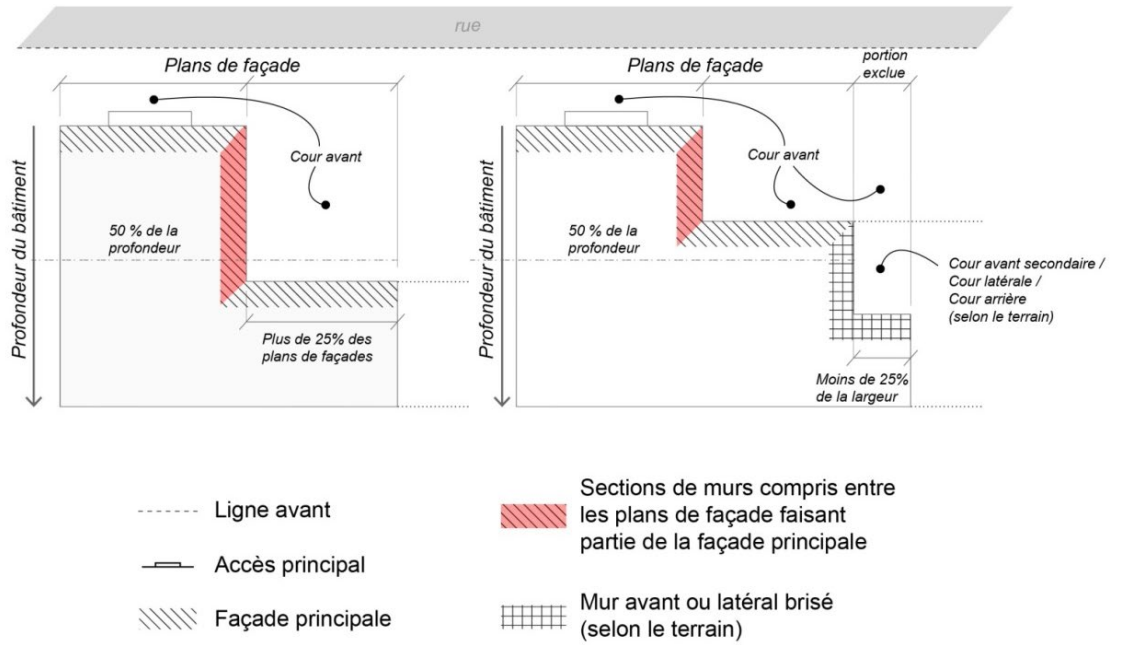 rue
Plans de façade
Profondeur du bâtiment
Cour avant
50 % de la
profondeur
Plus de 25% des
plans de façades
Plans de façade
portion
exclue
Profondeur du bâtiment
Cour avant
50 % de la
profondeur
Cour avant secondaire /
Cour latérale /
Cour arrière
(selon le terrain)
Moins de 25%
de la largeur
Ligne avant
Accès principal
Façade principale
Sections de murs compris entre
les plans de façade faisant
partie de la façade principale
Mur avant ou latéral brisé
(selon le terrain)